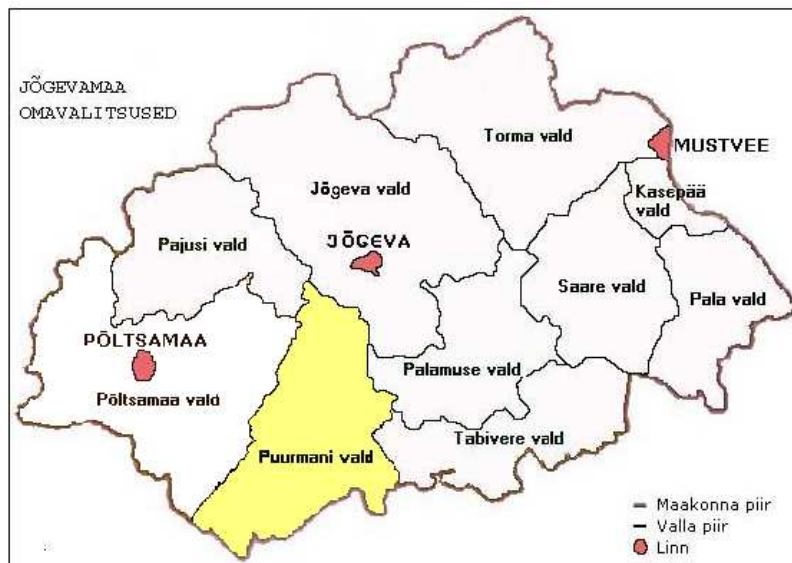 JÕGEVAMAA
OMAVALITSUSED
Torma vald
MUSTVEE
Jõgeva vald
Kasepää
vald
Pajusi vald
JÕGEVA
Saare vald
Pala vald
PÕLTSAMAA
Palamuse vald
Põltsamaa vald
Tabivere vald
Puurmani vald
Maakonna piir
Valla piir
Linn